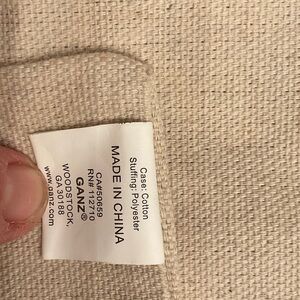 Case: Cotton
Stuffing: Polyester
MADE IN CHINA
CA#50659
RN# 112710
GANZ®
WOODSTOCK,
GA 30188
www.ganz.com